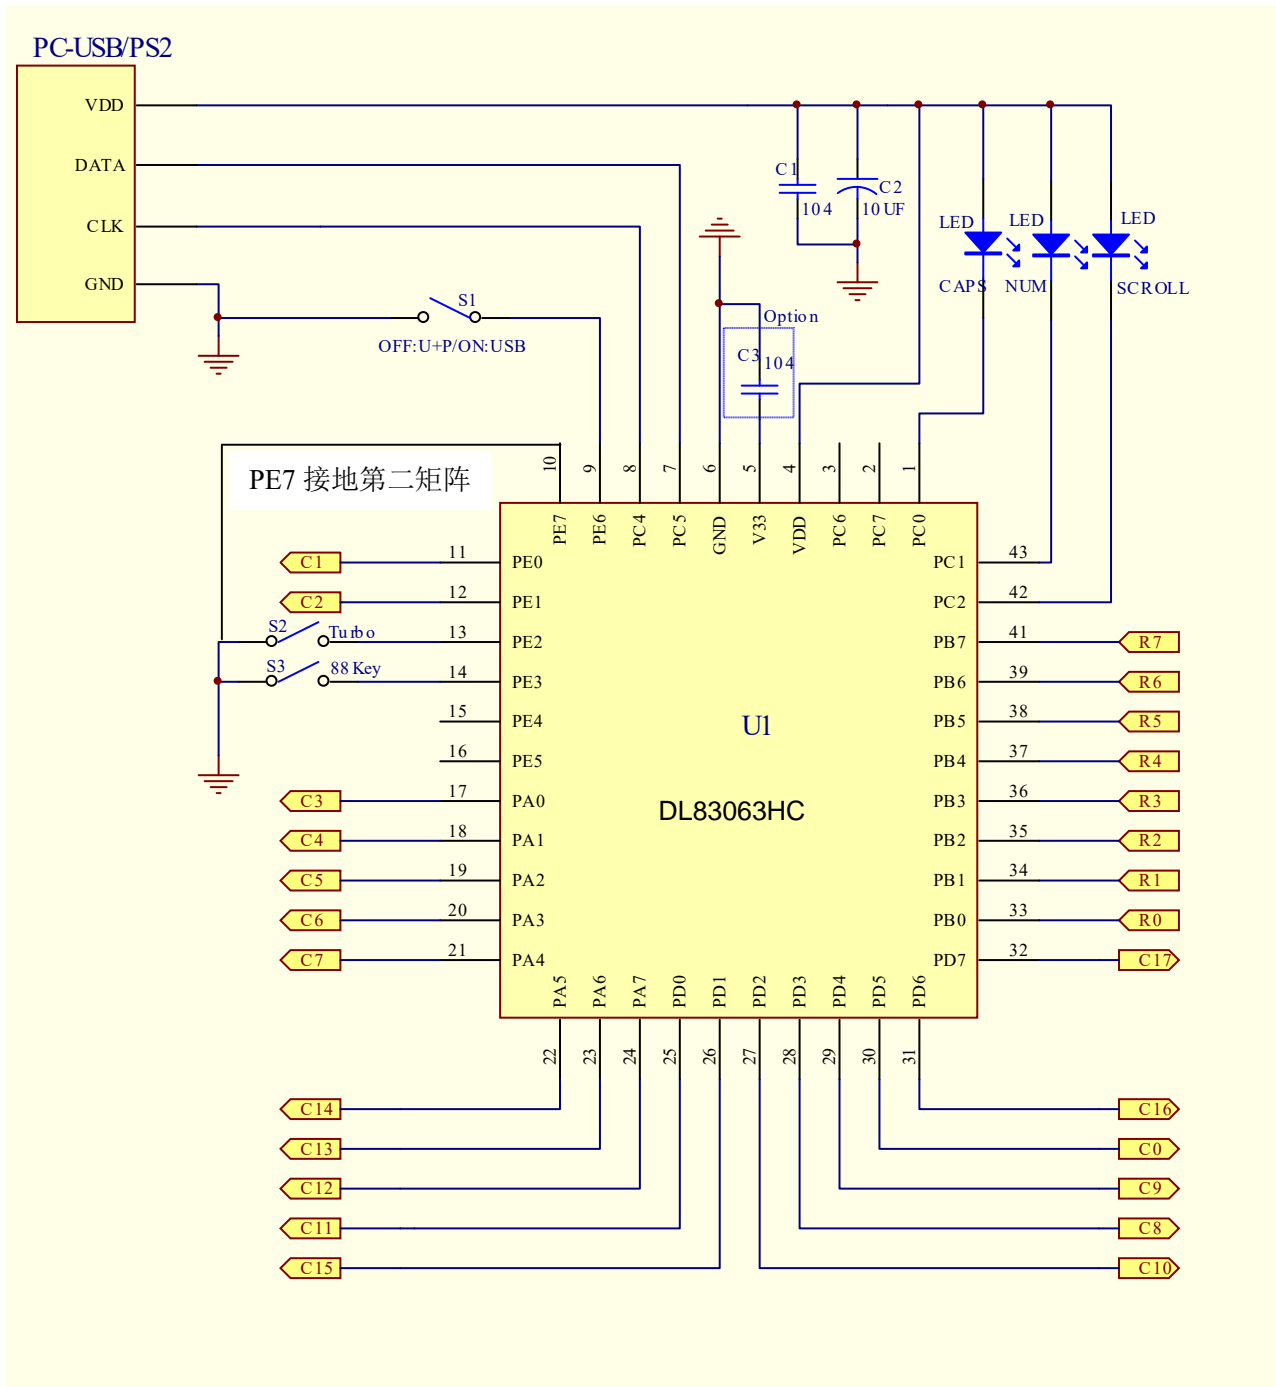 PC-USB/PS2
VDD
DATA
CLK
GND
S1
OFF:U+P/ON:USB
C1
104
C2
10UF
LED
CAPS
LED
NUM
LED
SCROLL
Option
C3
104
PE7 接地第二矩阵
10
9
8
7
6
5
4
3
2
1
PE7
PE6
PC4
PC5
GND
V33
VDD
PC6
PC7
PC0
C1
11
PE0
C2
12
PE1
S2
Turbo
13
PE2
S3
88Key
14
PE3
15
PE4
16
PE5
C3
17
PA0
C4
18
PA1
C5
19
PA2
C6
20
PA3
C7
21
PA4
U1
DL83063HC
PC1
43
PC2
42
PB7
41
R7
PB6
39
R6
PB5
38
R5
PB4
37
R4
PB3
36
R3
PB2
35
R2
PB1
34
R1
PB0
33
R0
PD7
32
C17
PA5
PA6
PA7
PD0
PD1
PD2
PD3
PD4
PD5
PD6
22
23
24
25
26
27
28
29
30
31
C14
C13
C12
C11
C15
C16
C0
C9
C8
C10